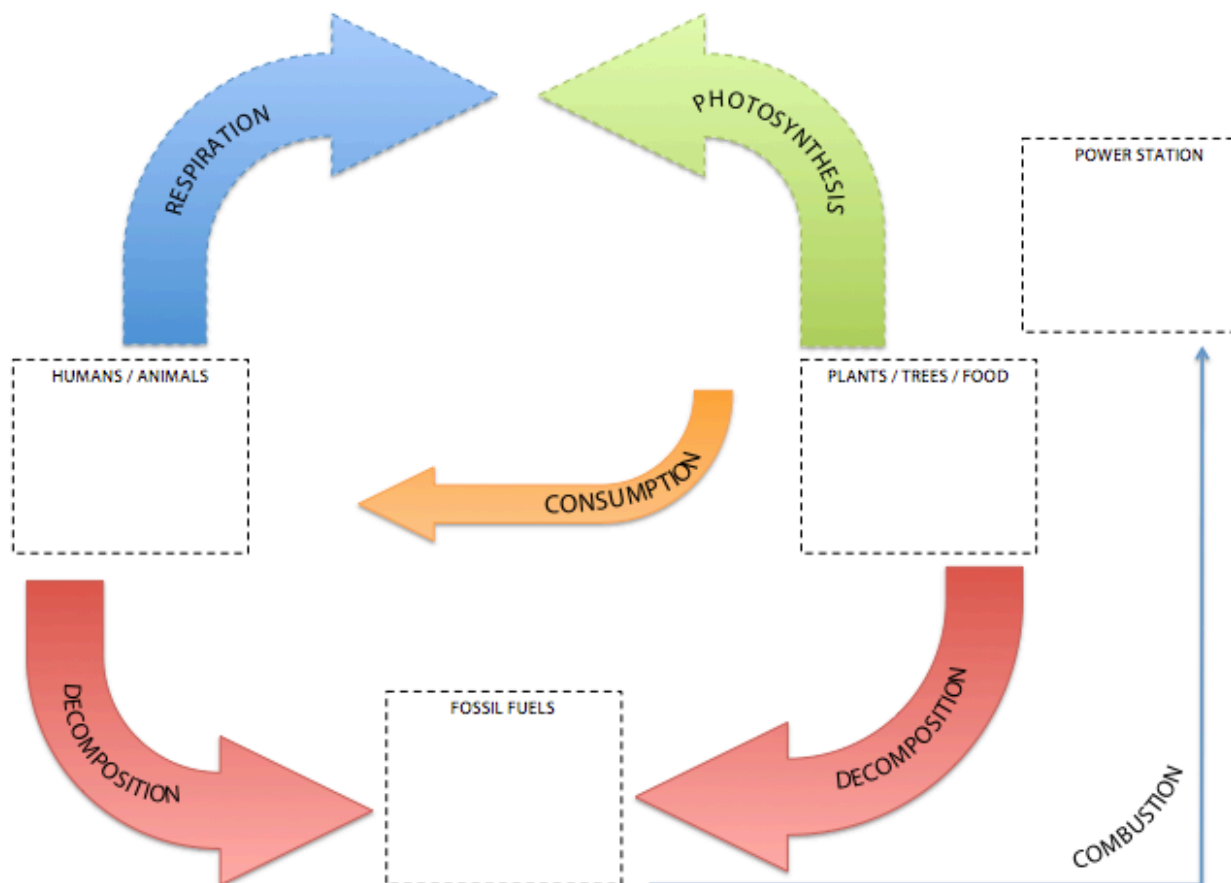 RESPIRATION
PHOTOSYNTHESIS
POWER STATION
HUMANS / ANIMALS
PLANTS / TREES / FOOD
CONSUMPTION
DECOMPOSITION
FOSSIL FUELS
DECOMPOSITION
COMBUSTION